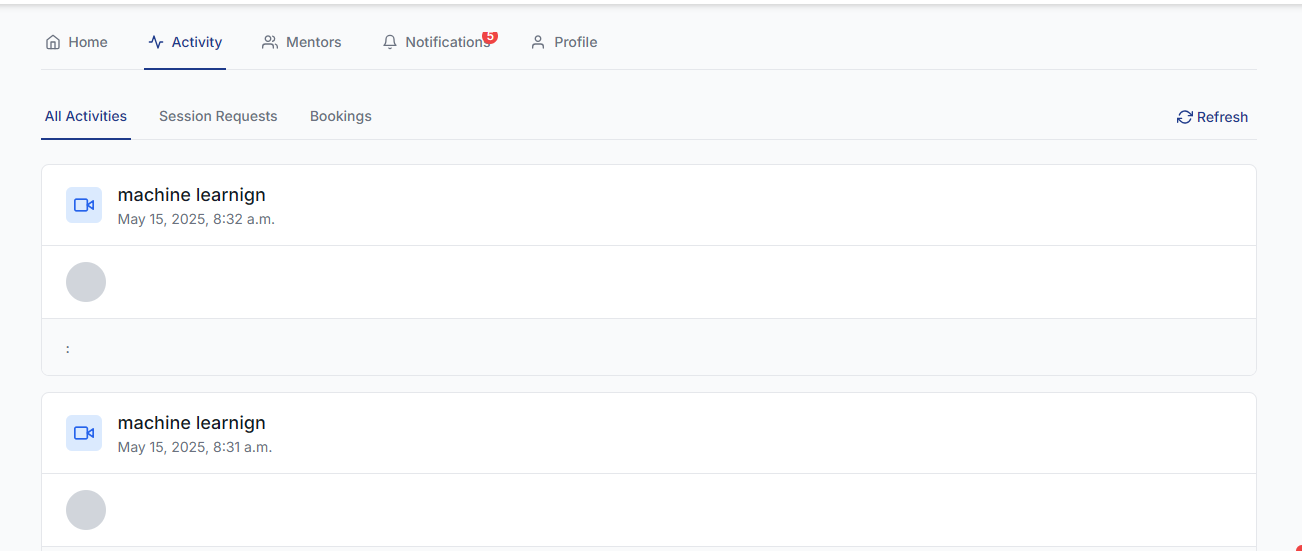 Home Activity Mentors Notifications 5 Profile
All Activities Session Requests Bookings Refresh
machine learnign
May 15, 2025, 8:32 a.m.
:
machine learnign
May 15, 2025, 8:31 a.m.